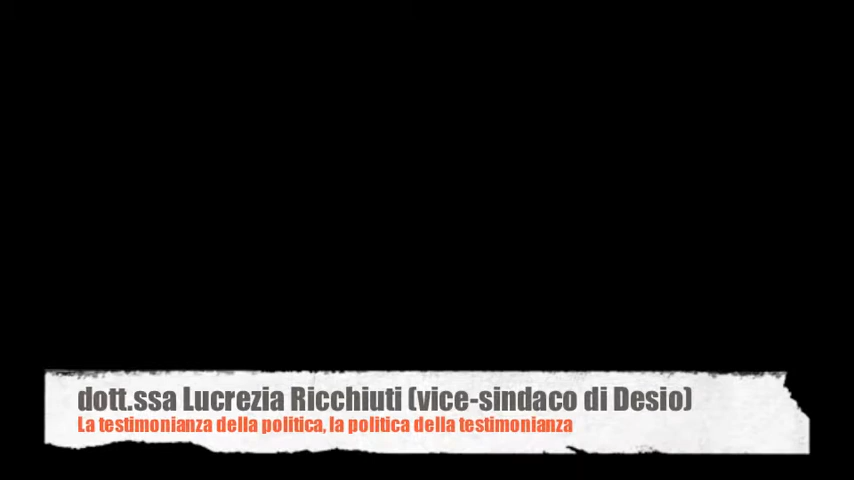 dott.ssa Lucrezia Ricchiuti (vice-sindaco di Desio)
La testimonianza della politica, la politica della testimonianza